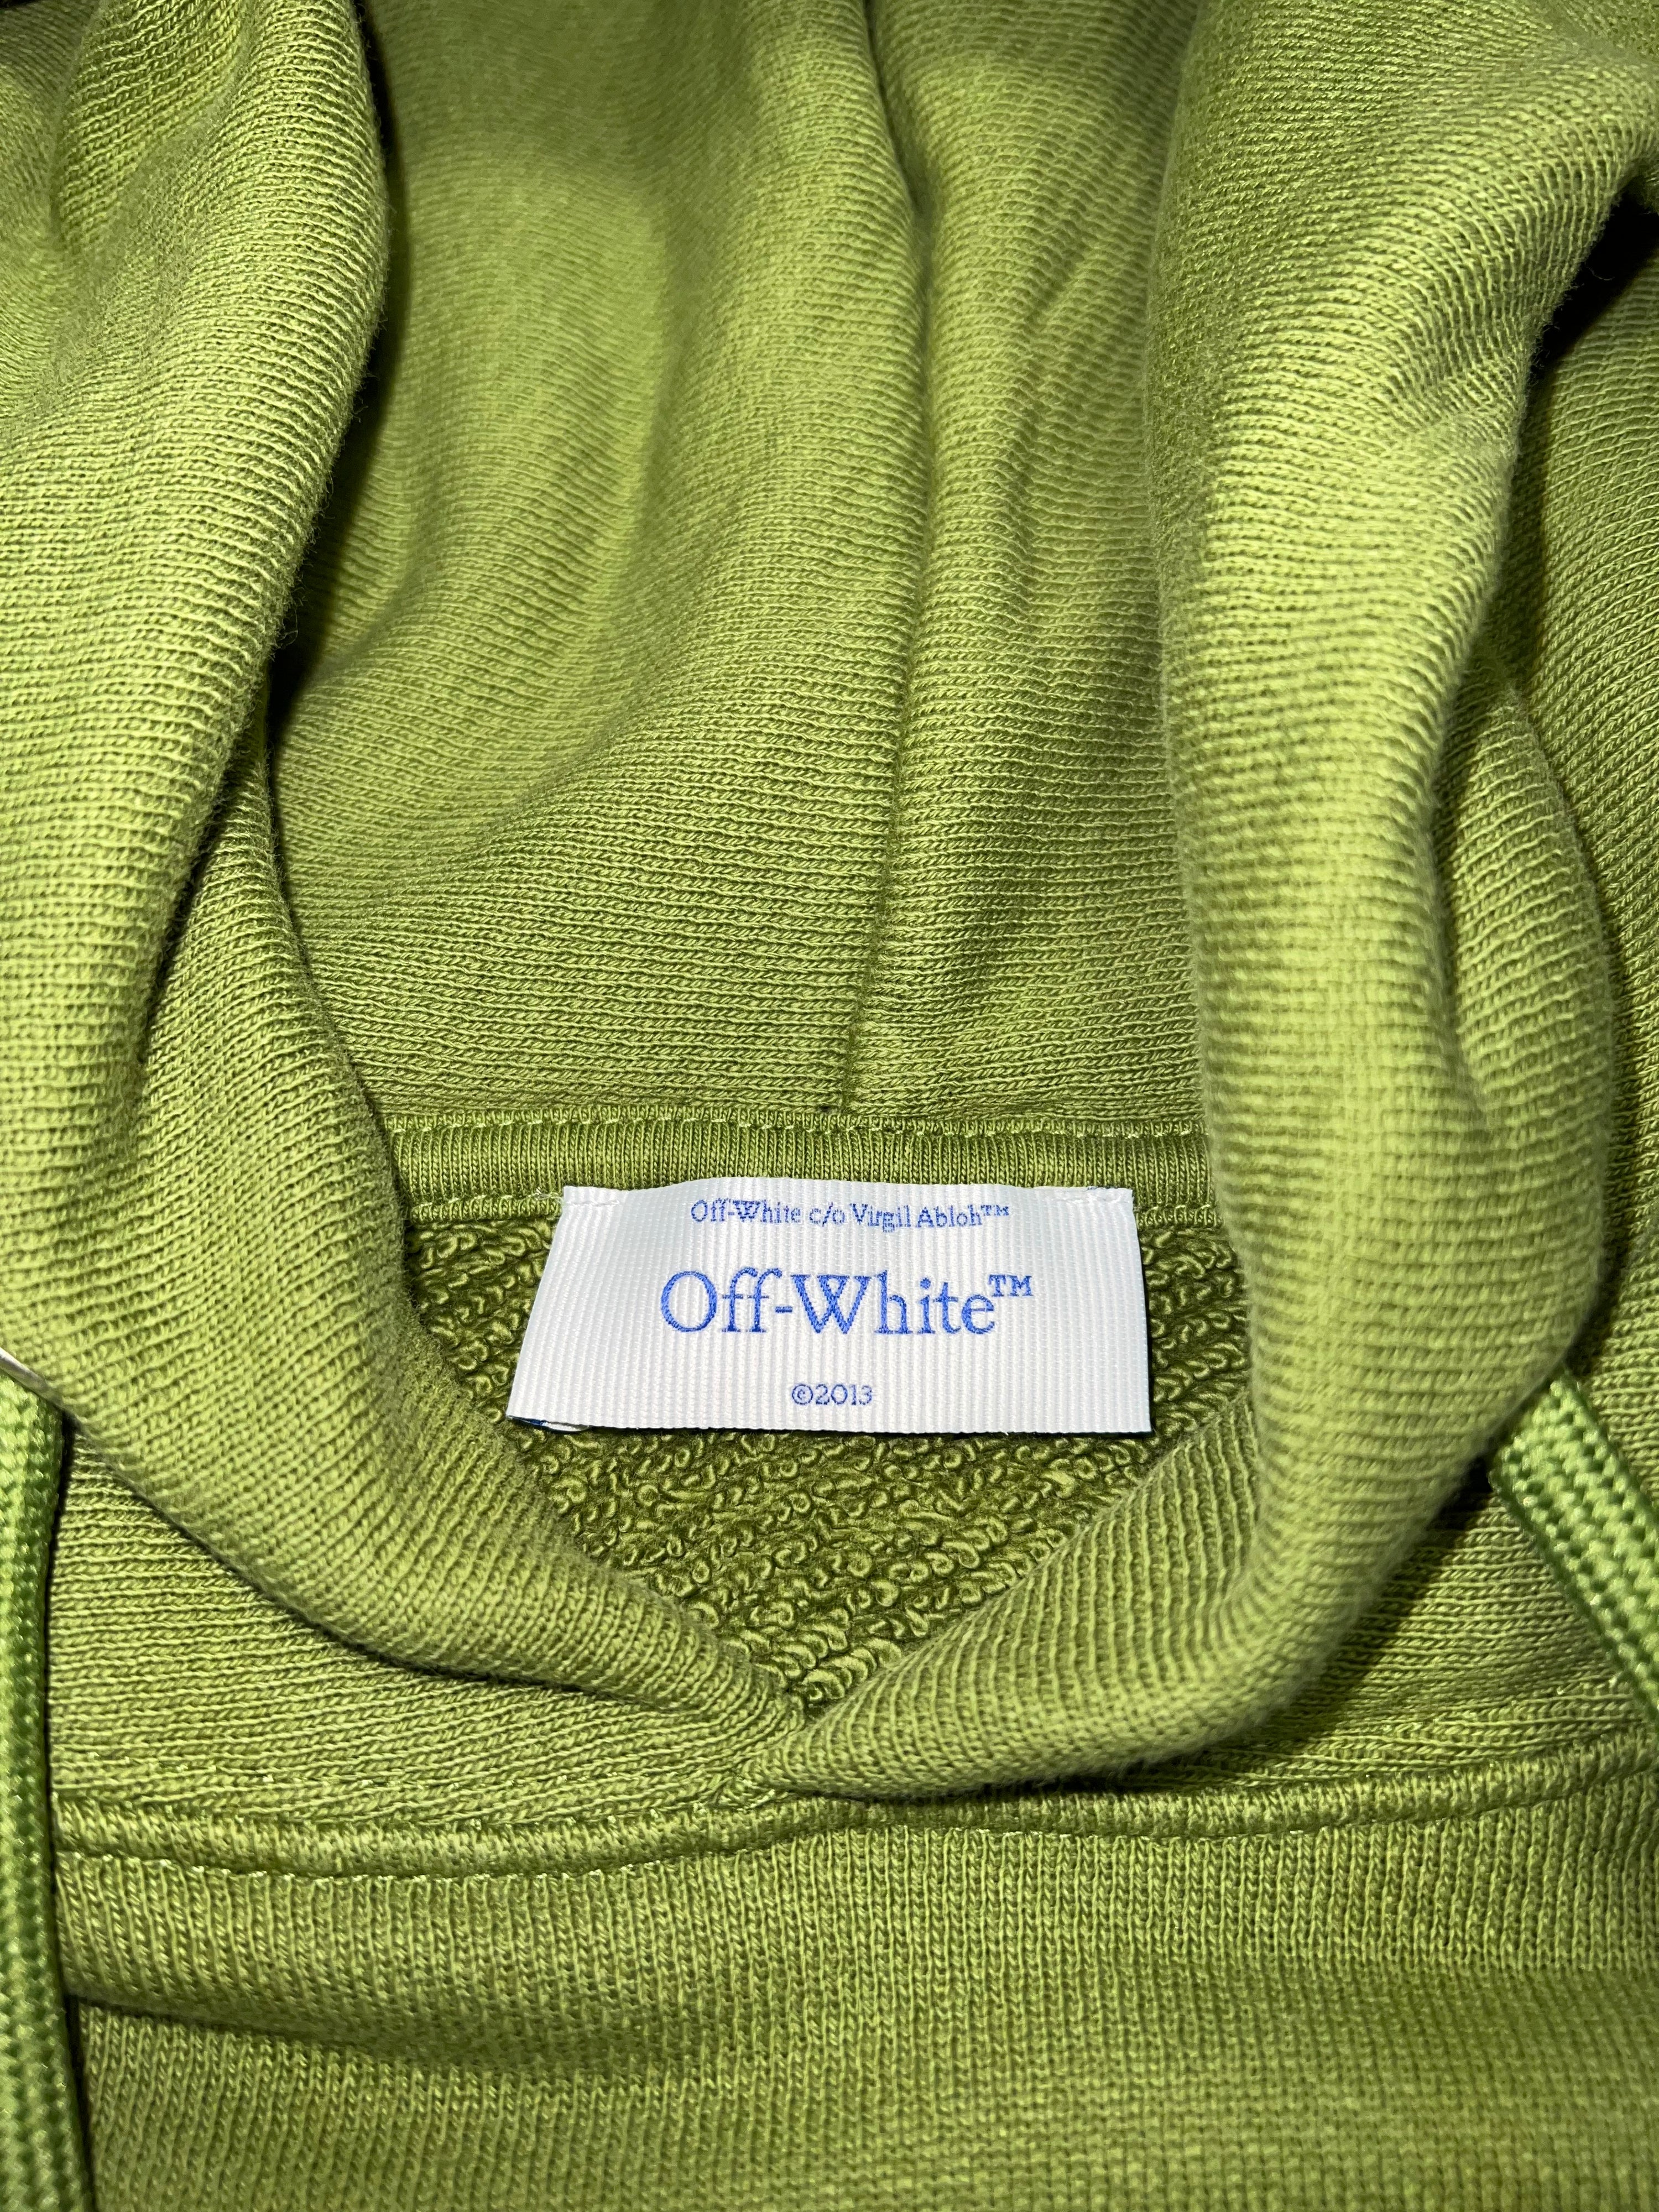 Off-White c/o Virgil Abloh™
Off-White™
©2013